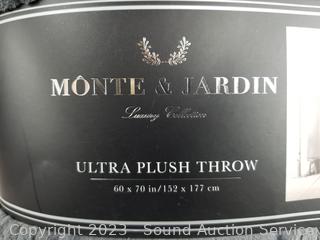 MÔNTE & JARDIN
Luxury Collection
ULTRA PLUSH THROW
60 x 70 in/152 x 177 cm
Copyright 2023 - Sound Auction Service